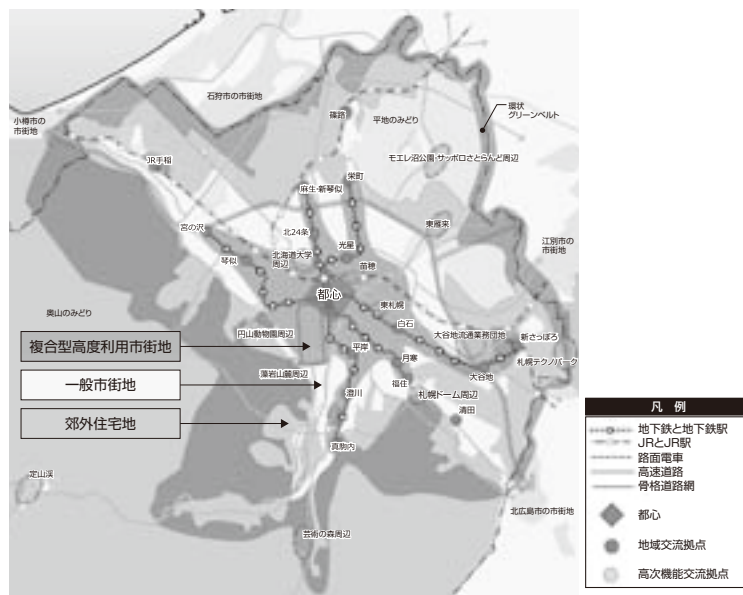 小樽市の
市街地
石狩市の市街地
環状
グリーンベルト
篠路
平地のみどり
JR手稲
モエレ沼公園・サッポロさとらんど周辺
栄町
麻生・新琴似
宮の沢
北24条
東雁来
江別市の
市街地
光星
琴似
北海道大学
周辺
苗穂
都心
奥山のみどり
東札幌
白石
円山動物園周辺
大谷地流通業務団地
新さっぽろ
複合型高度利用市街地
平岸
札幌テクノパーク
月寒
藻岩山麓周辺
大谷地
一般市街地
福住
札幌ドーム周辺
澄川
清田
郊外住宅地
真駒内
定山渓
北広島市の市街地
芸術の森周辺
凡 例
地下鉄と地下鉄駅
JRとJR駅
路面電車
高速道路
骨格道路網
都心
地域交流拠点
高次機能交流拠点